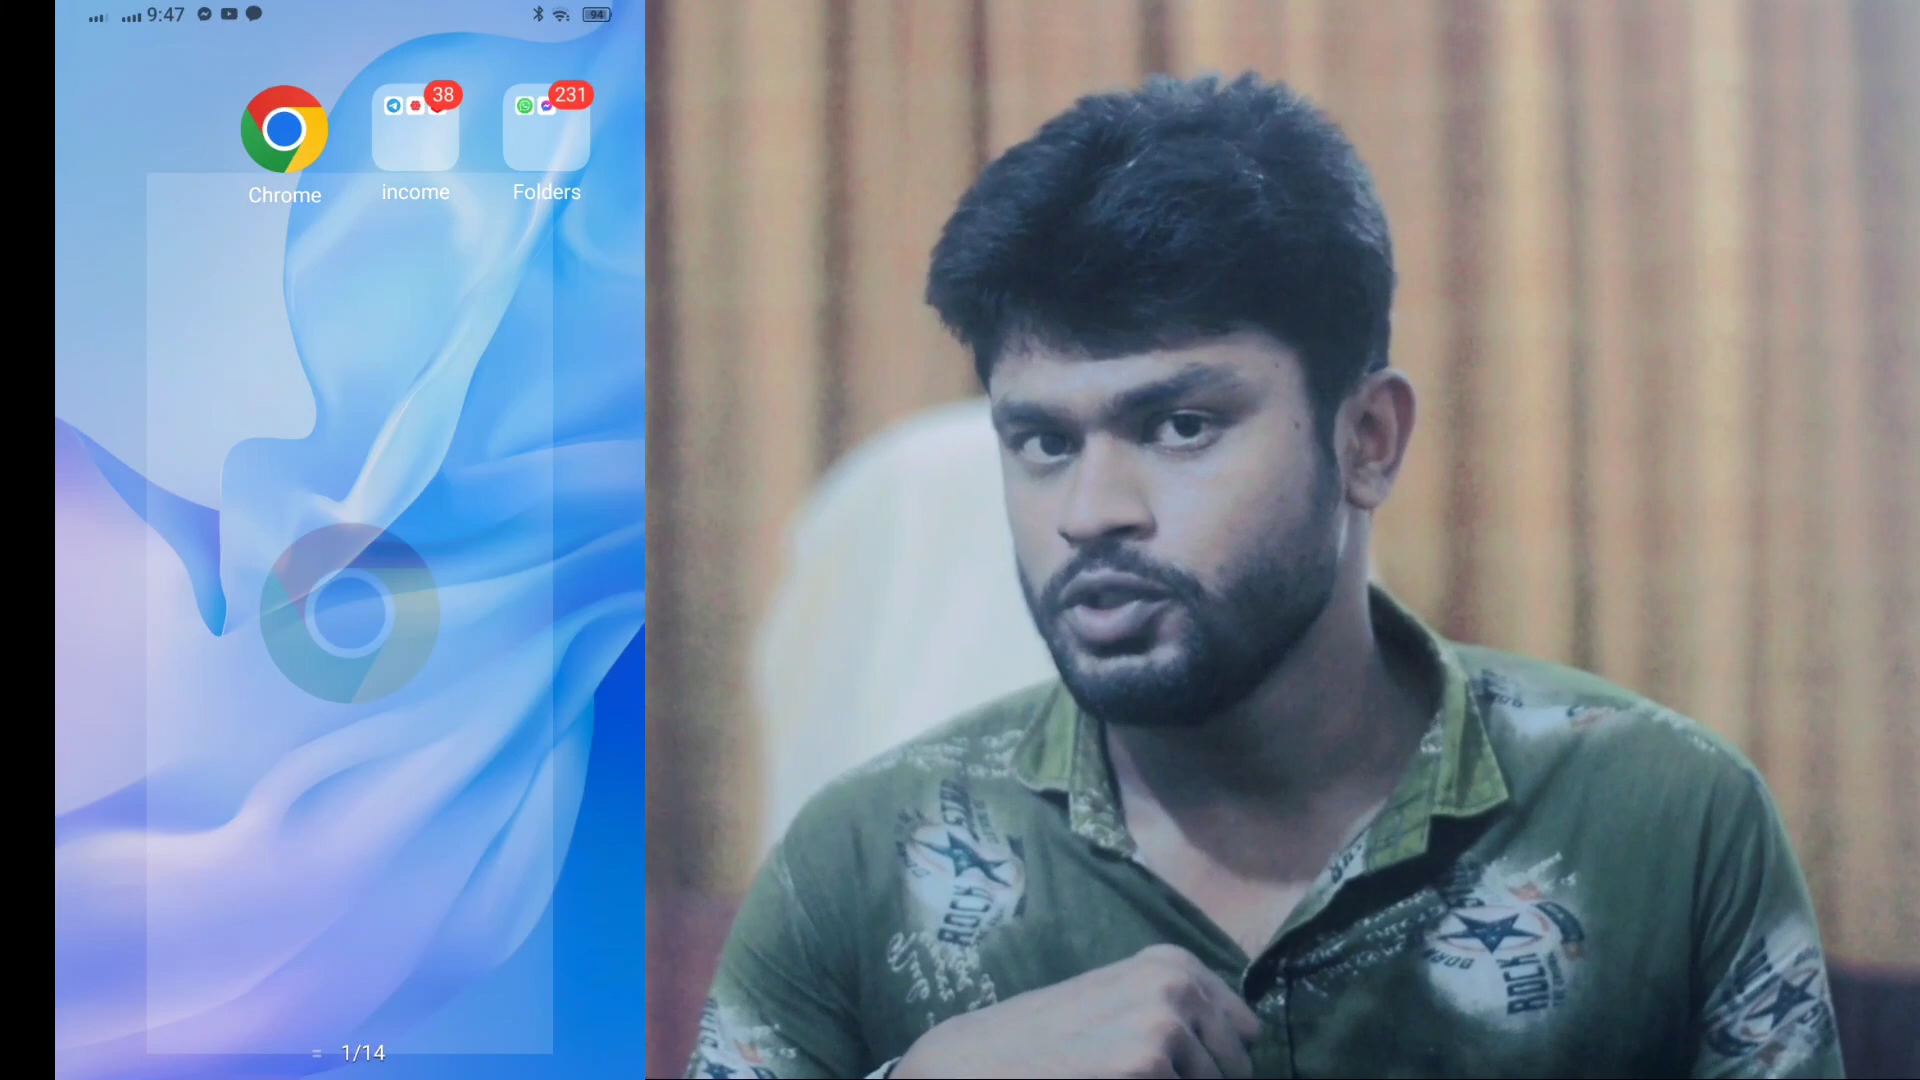 9:47
94
38
231
Chrome
income
Folders
1/14
ROCK
STAR
ROCK